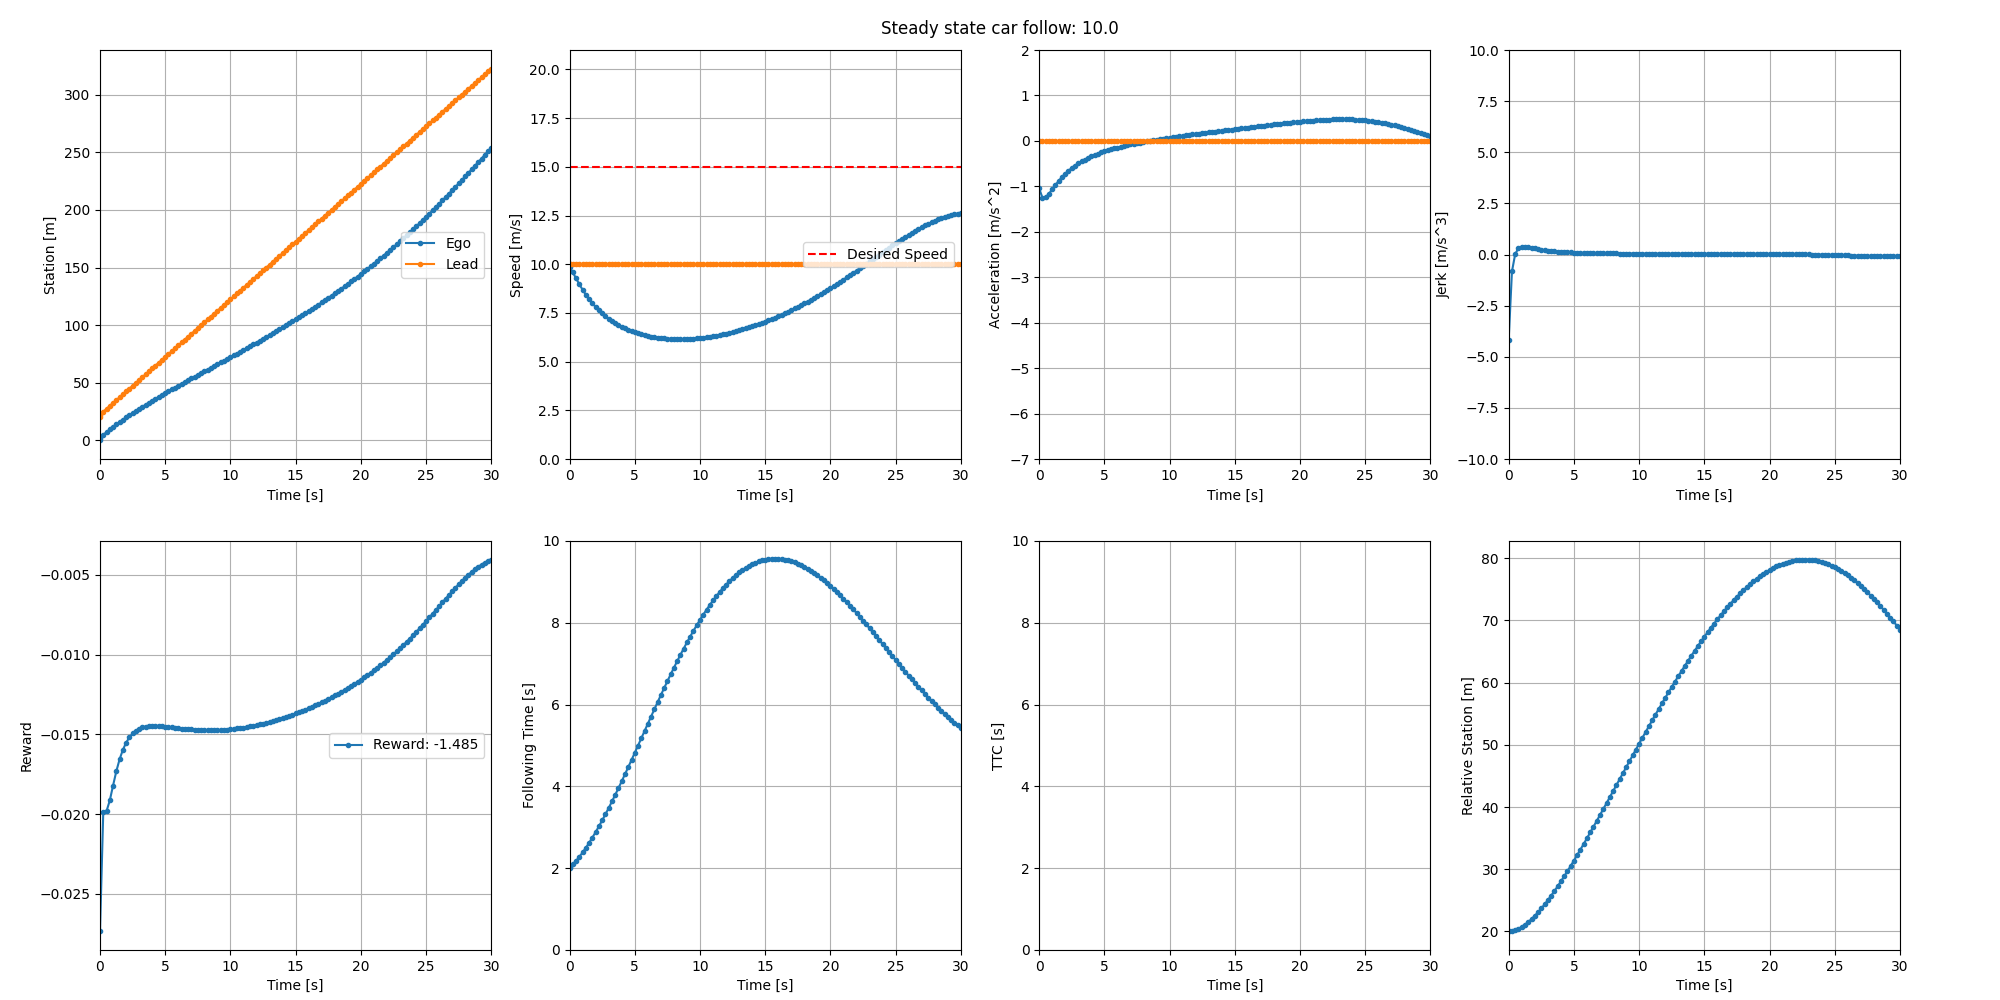 Steady state car follow: 10.0
Station [m]
300
250
200
150
100
50
0
Ego
Lead
0 5 10 15 20 25 30
Time [s]
Speed [m/s]
20.0
17.5
15.0
12.5
10.0
7.5
5.0
2.5
0.0
Desired Speed
0 5 10 15 20 25 30
Time [s]
Acceleration [m/s^2]
2
1
0
−1
−2
−3
−4
−5
−6
−7
0 5 10 15 20 25 30
Time [s]
Jerk [m/s^3]
10.0
7.5
5.0
2.5
0.0
−2.5
−5.0
−7.5
−10.0
0 5 10 15 20 25 30
Time [s]
Reward
−0.005
−0.010
−0.015
−0.020
−0.025
Reward: -1.485
0 5 10 15 20 25 30
Time [s]
Following Time [s]
10
8
6
4
2
0
0 5 10 15 20 25 30
Time [s]
TTC [s]
10
8
6
4
2
0
0 5 10 15 20 25 30
Time [s]
Relative Station [m]
80
70
60
50
40
30
20
0 5 10 15 20 25 30
Time [s]